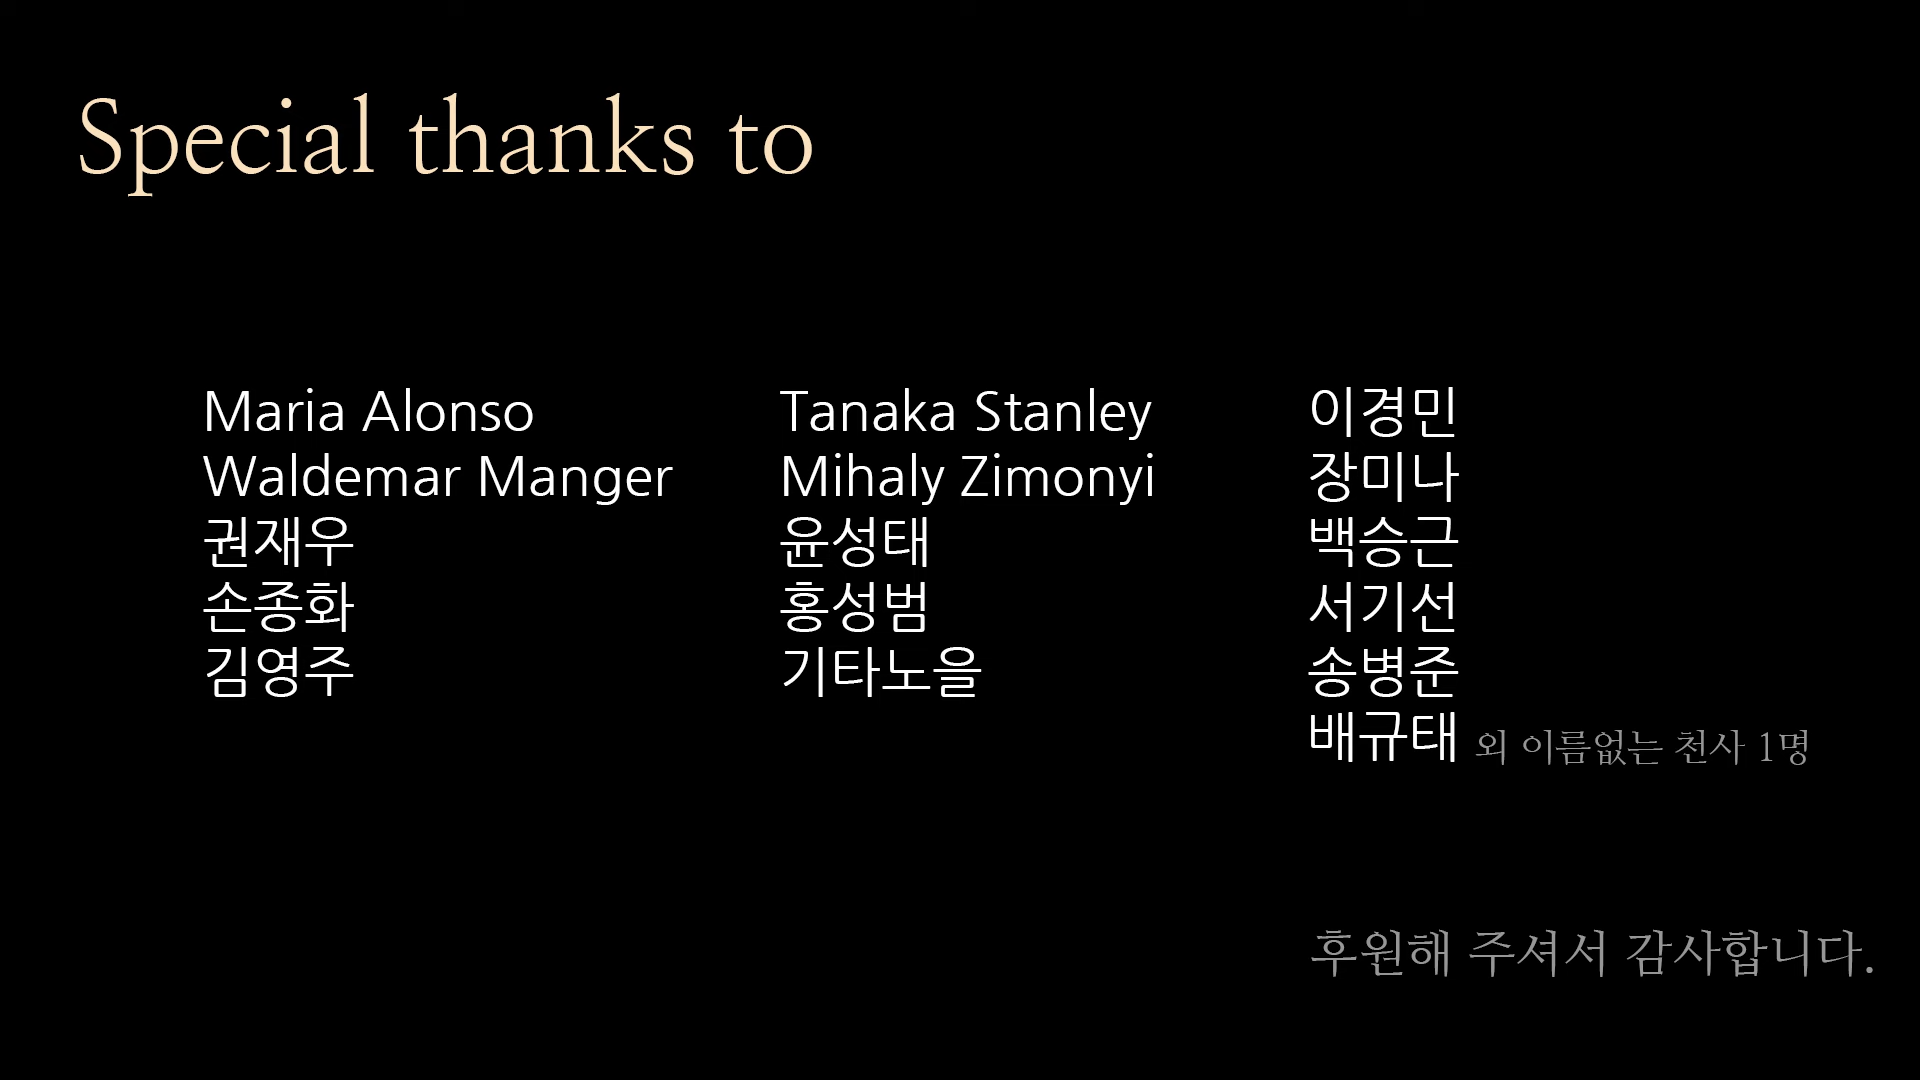 Special thanks to
Maria Alonso
Waldemar Manger
권재우
손종화
김영주
Tanaka Stanley
Mihaly Zimonyi
윤성태
홍성범
기타노을
이경민
장미나
백승근
서기선
송병준
배규태 외 이름없는 천사 1명
후원해 주셔서 감사합니다.